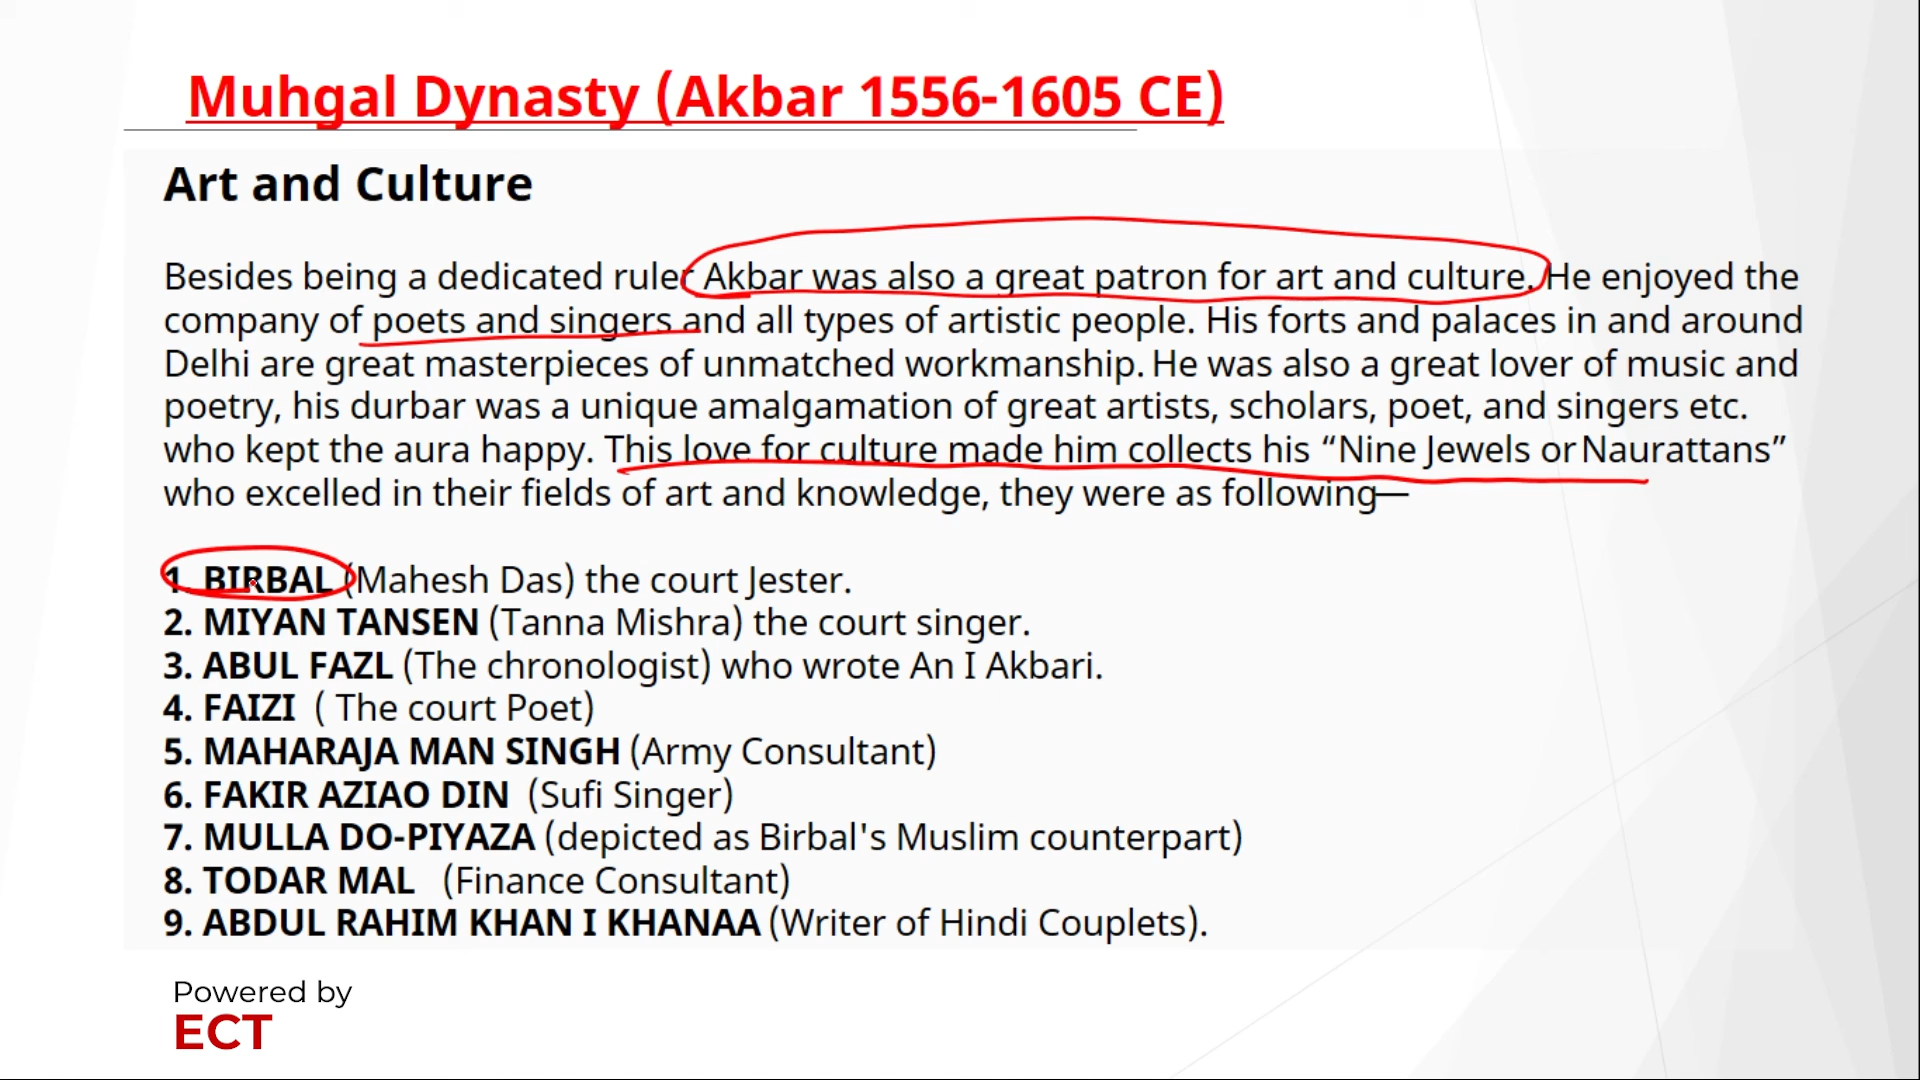 Muhgal Dynasty (Akbar 1556-1605 CE)
Art and Culture
Besides being a dedicated ruler Akbar was also a great patron for art and culture. He enjoyed the
company of poets and singers and all types of artistic people. His forts and palaces in and around
Delhi are great masterpieces of unmatched workmanship. He was also a great lover of music and
poetry, his durbar was a unique amalgamation of great artists, scholars, poet, and singers etc.
who kept the aura happy. This love for culture made him collects his “Nine Jewels or Naurattans”
who excelled in their fields of art and knowledge, they were as following—
1. BIRBAL (Mahesh Das) the court Jester.
2. MIYAN TANSEN (Tanna Mishra) the court singer.
3. ABUL FAZL (The chronologist) who wrote An I Akbari.
4. FAIZI ( The court Poet)
5. MAHARAJA MAN SINGH (Army Consultant)
6. FAKIR AZIAO DIN (Sufi Singer)
7. MULLA DO-PIYAZA (depicted as Birbal's Muslim counterpart)
8. TODAR MAL (Finance Consultant)
9. ABDUL RAHIM KHAN I KHANAA (Writer of Hindi Couplets).
Powered by
ECT